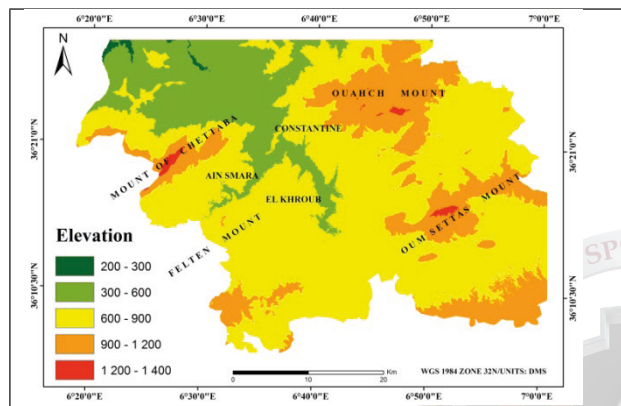 6°20'0"E 6°30'0"E 6°40'0"E 6°50'0"E 7°0'0"E
N
OUAHCH MOUNT
CONSTANTINE
36°21'0"N
36°21'0"N
MOUNT OF CHETTABA
AIN SMARA
EL KHROUB
OUM SETTAS MOUNT
FELTEN MOUNT
Elevation
200 - 300
300 - 600
600 - 900
900 - 1 200
1 200 - 1 400
36°10'30"N
36°10'30"N
Km
0 10 20
WGS 1984 ZONE 32N/UNITS: DMS
6°20'0"E 6°30'0"E 6°40'0"E 6°50'0"E 7°0'0"E
SPS